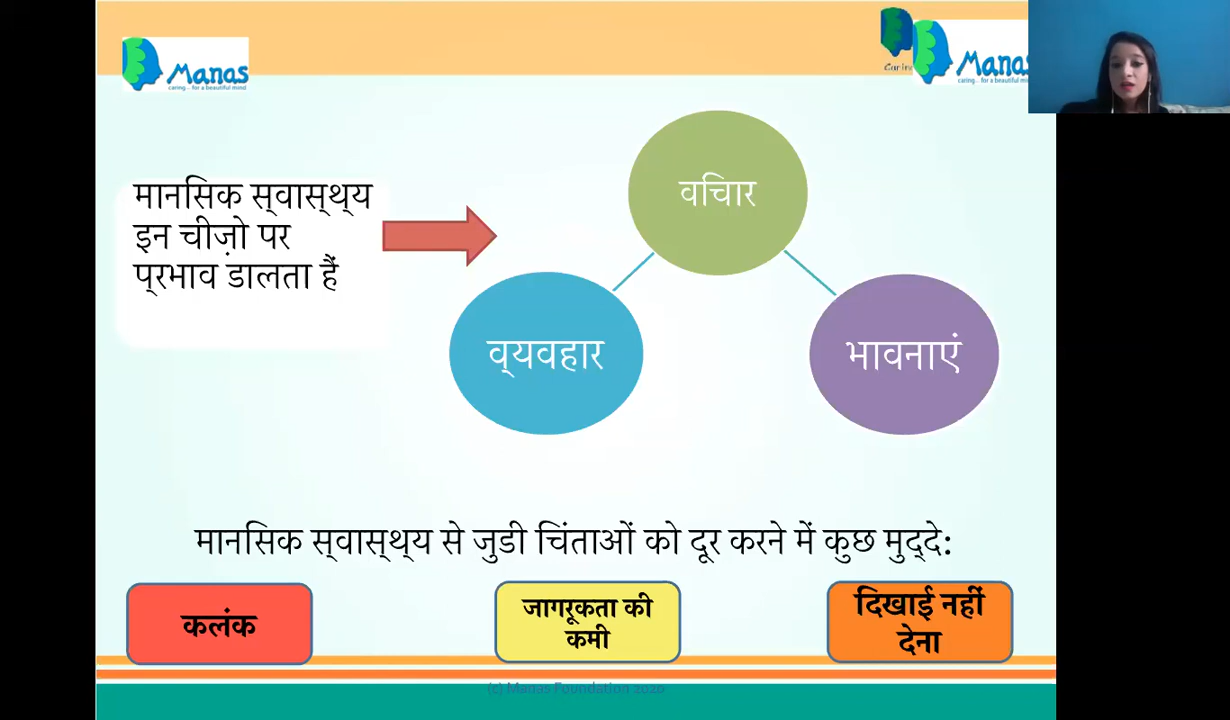 Manas
caring... for a beautiful mind
Manas
caring... for a beautiful mind
मानसिक स्वास्थ्य
इन चीज़ो पर
प्रभाव डालता हैं
विचार
व्यवहार
भावनाएं
मानसिक स्वास्थ्य से जुडी चिंताओं को दूर करने में कुछ मुद्दे:
कलंक
जागरूकता की
कमी
दिखाई नहीं
देना
(c) Manas Foundation 2020